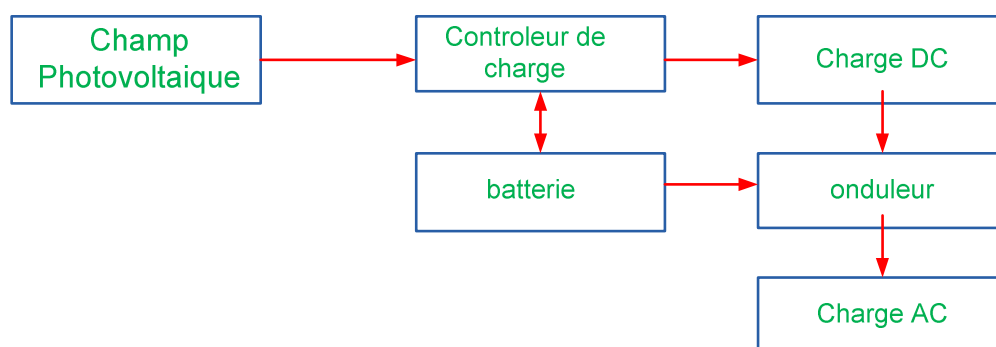 Champ
Photovoltaique
Controleur de
charge
Charge DC
batterie
onduleur
Charge AC